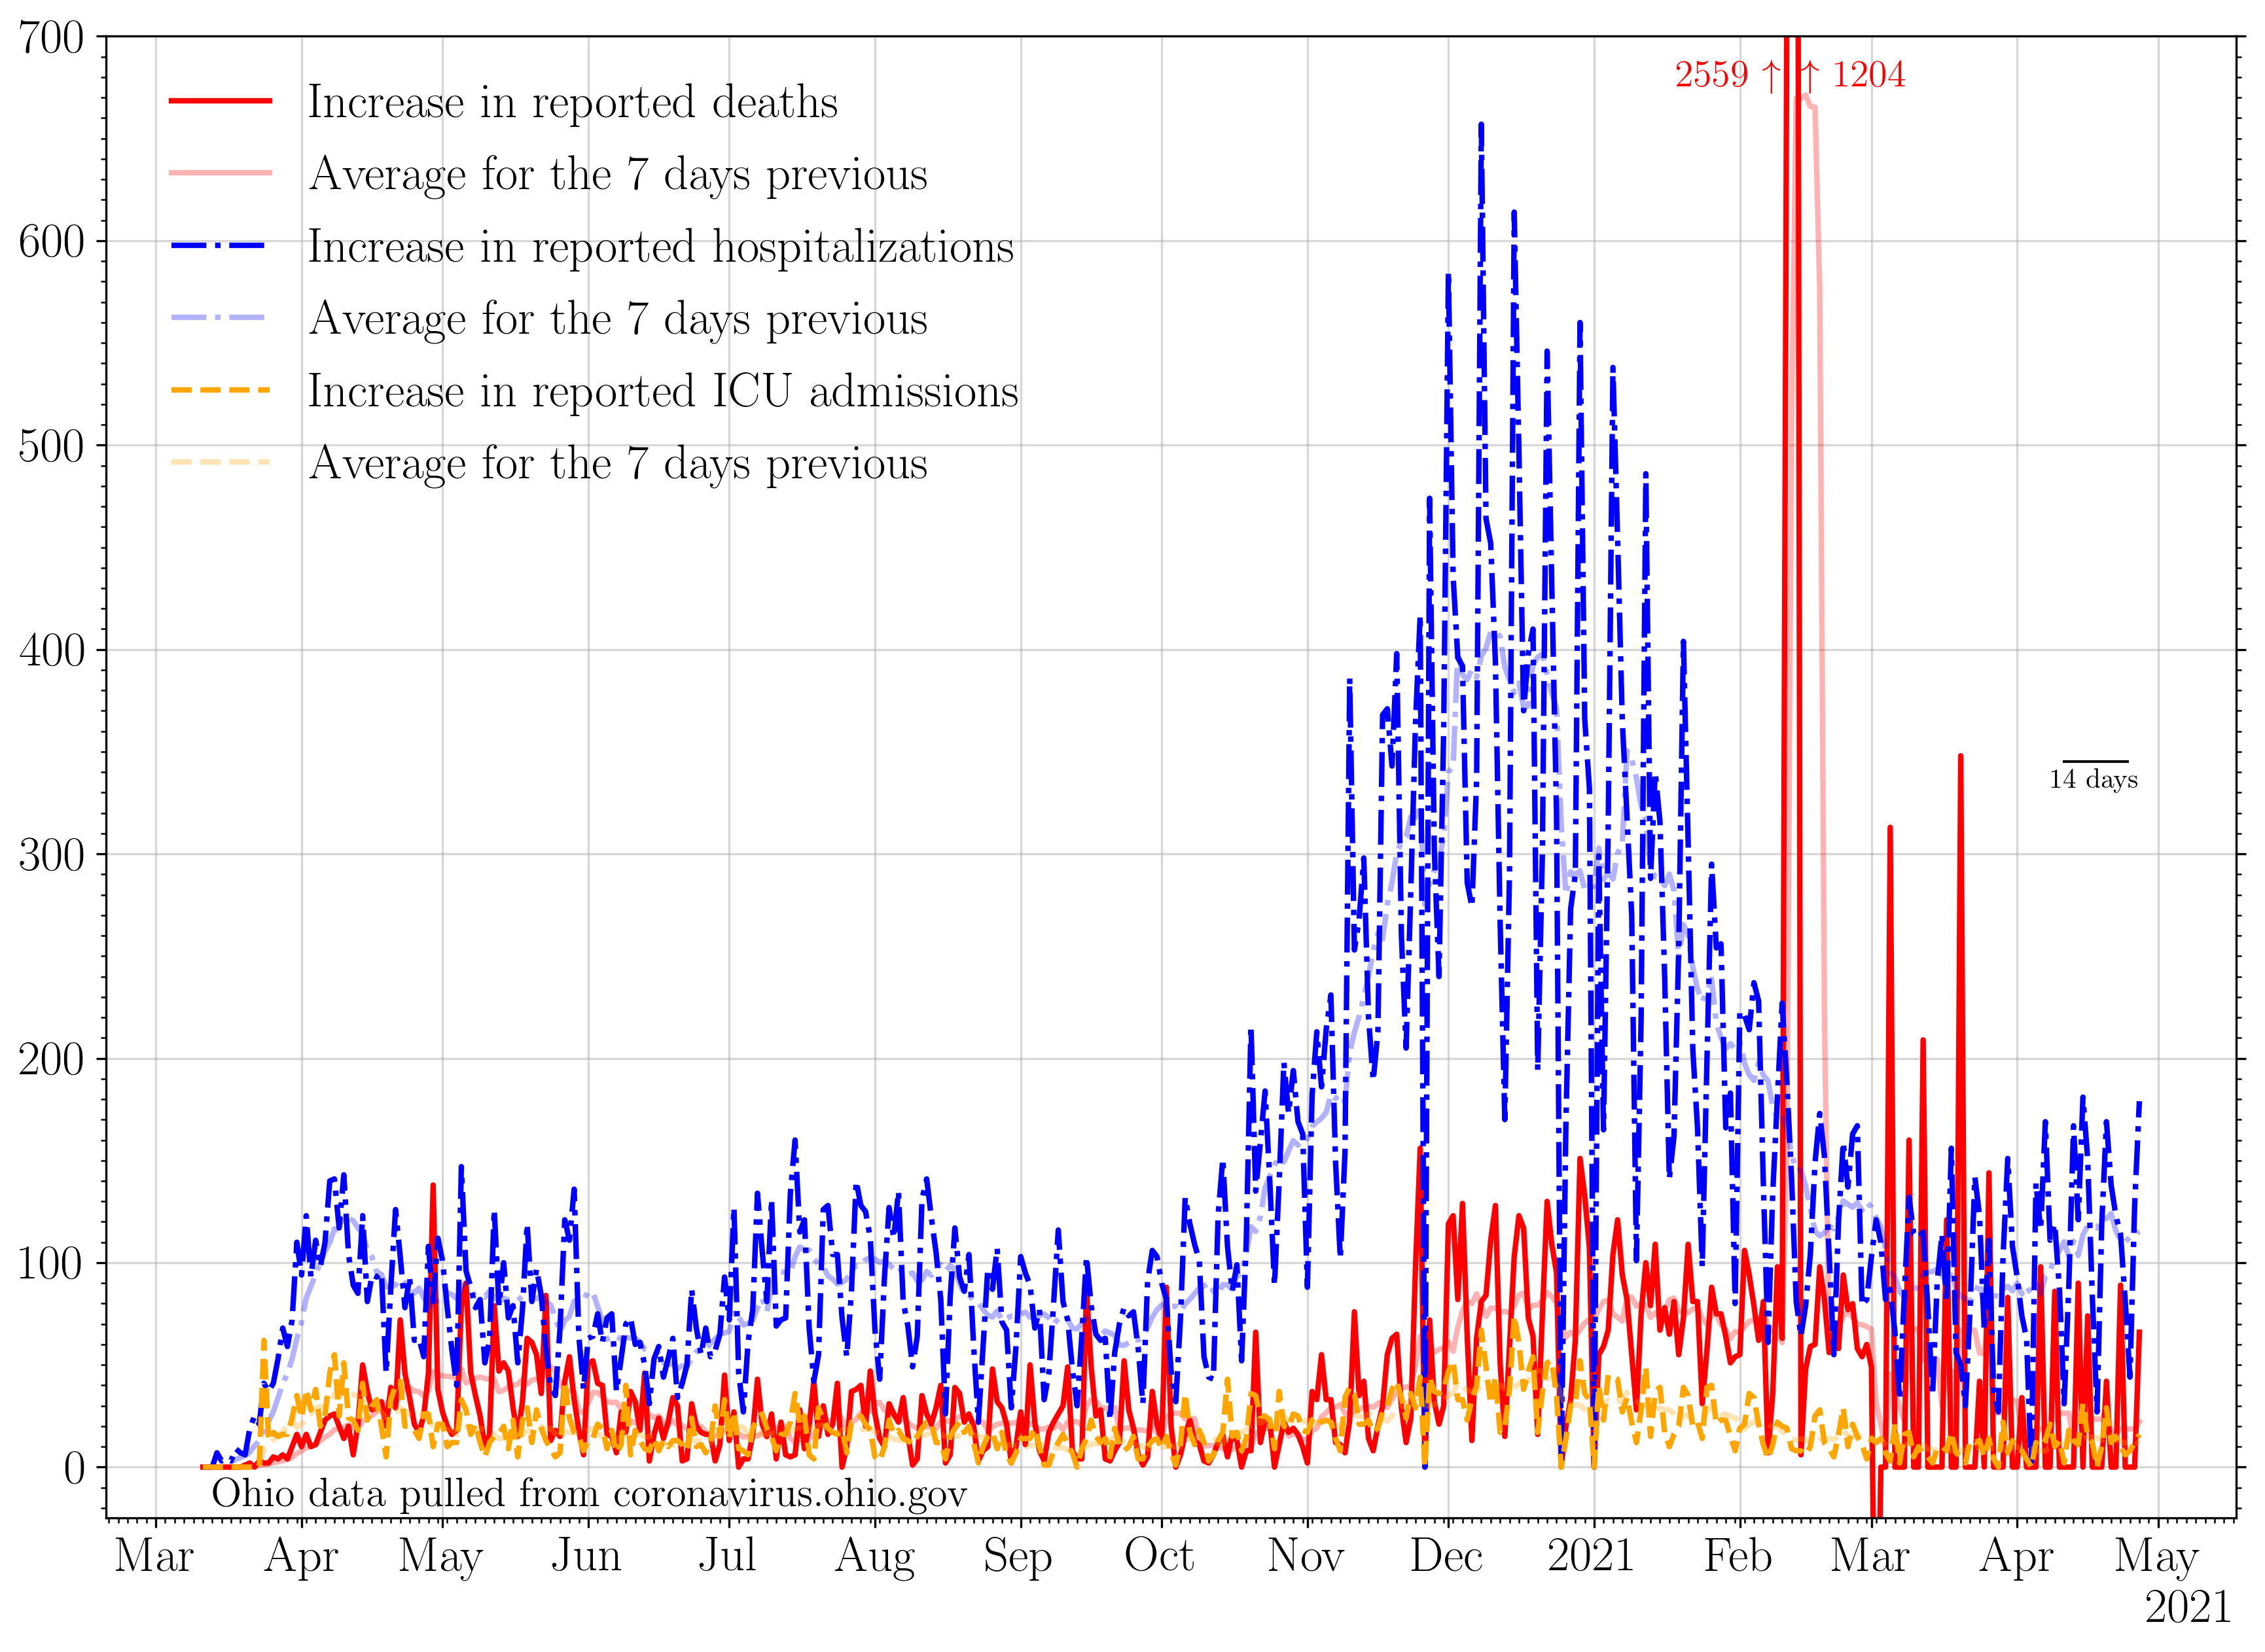 700
600
500
400
300
200
100
0
Increase in reported deaths
Average for the 7 days previous
Increase in reported hospitalizations
Average for the 7 days previous
Increase in reported ICU admissions
Average for the 7 days previous
2559 ↑ ↑ 1204
14 days
Ohio data pulled from coronavirus.ohio.gov
Mar Apr May Jun Jul Aug Sep Oct Nov Dec 2021 Feb Mar Apr May
2021